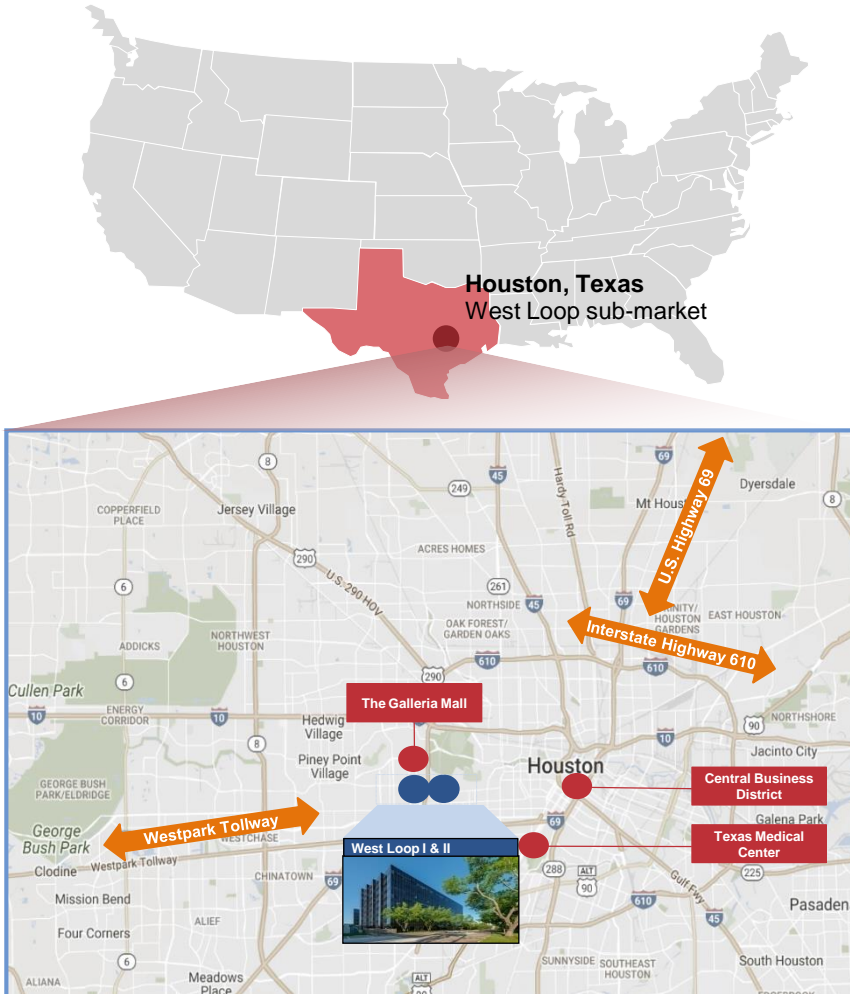 Houston, Texas
West Loop sub-market
8
69
Dyersdale
45
249
Hardy Toll Rd
Mt Hous
U.S. Highway 69
8
COPPERFIELD
PLACE
Jersey Village
ACRES HOMES
290
U.S. 290 HOV
6
261
NORTHSIDE
45
69
INITY/
HOUSTON
GARDENS
EAST HOUSTON
OAK FOREST/
GARDEN OAKS
Interstate Highway 610
NORTHWEST
HOUSTON
ADDICKS
610
610
290
6
Cullen Park
The Galleria Mall
ENERGY
CORRIDOR
10
10
Hedwig
Village
90
NORTHSHORE
8
10
Jacinto City
Piney Point
Village
Houston
Central Business
District
GEORGE BUSH
PARK/ELDRIDGE
Galena Park
Westpark Tollway
69
George
Bush Park
WESTCHASE
West Loop I & II
Texas Medical
Center
Clodine
Westpark Tollway
CHINATOWN
69
288
ALT
90
225
Gulf Fwy
Mission Bend
610
Pasaden
ALIEF
45
Four Corners
6
SUNNYSIDE
SOUTHEAST
HOUSTON
South Houston
ALIANA
Meadows
Place
ALT
90